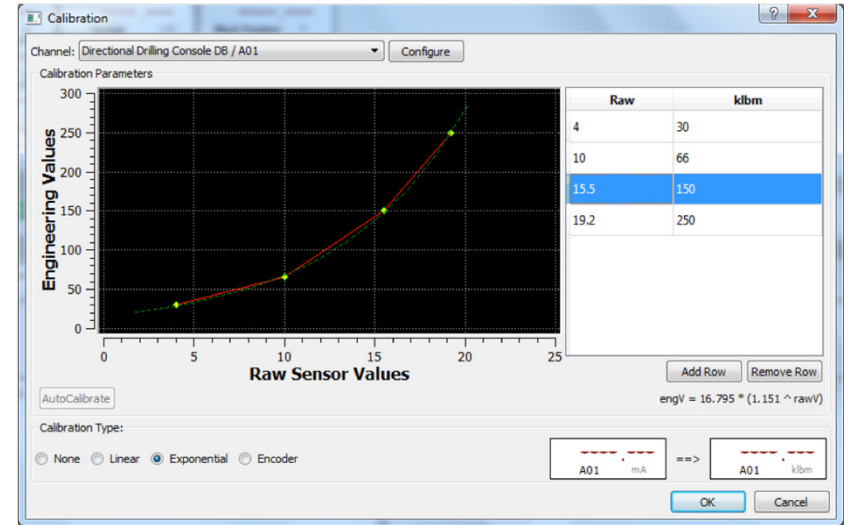 Calibration
Channel: Directional Drilling Console DB / A01 Configure
Calibration Parameters
Engineering Values
300
250
200
150
100
50
0
0 5 10 15 20 25
Raw Sensor Values
Raw klbm
4 30
10 66
15.5 150
19.2 250
Add Row Remove Row
AutoCalibrate
engV = 16.795 * (1.151 ^ rawV)
Calibration Type:
None Linear Exponential Encoder
----.--- ==> ----.---
A01 mA A01 klbm
OK Cancel